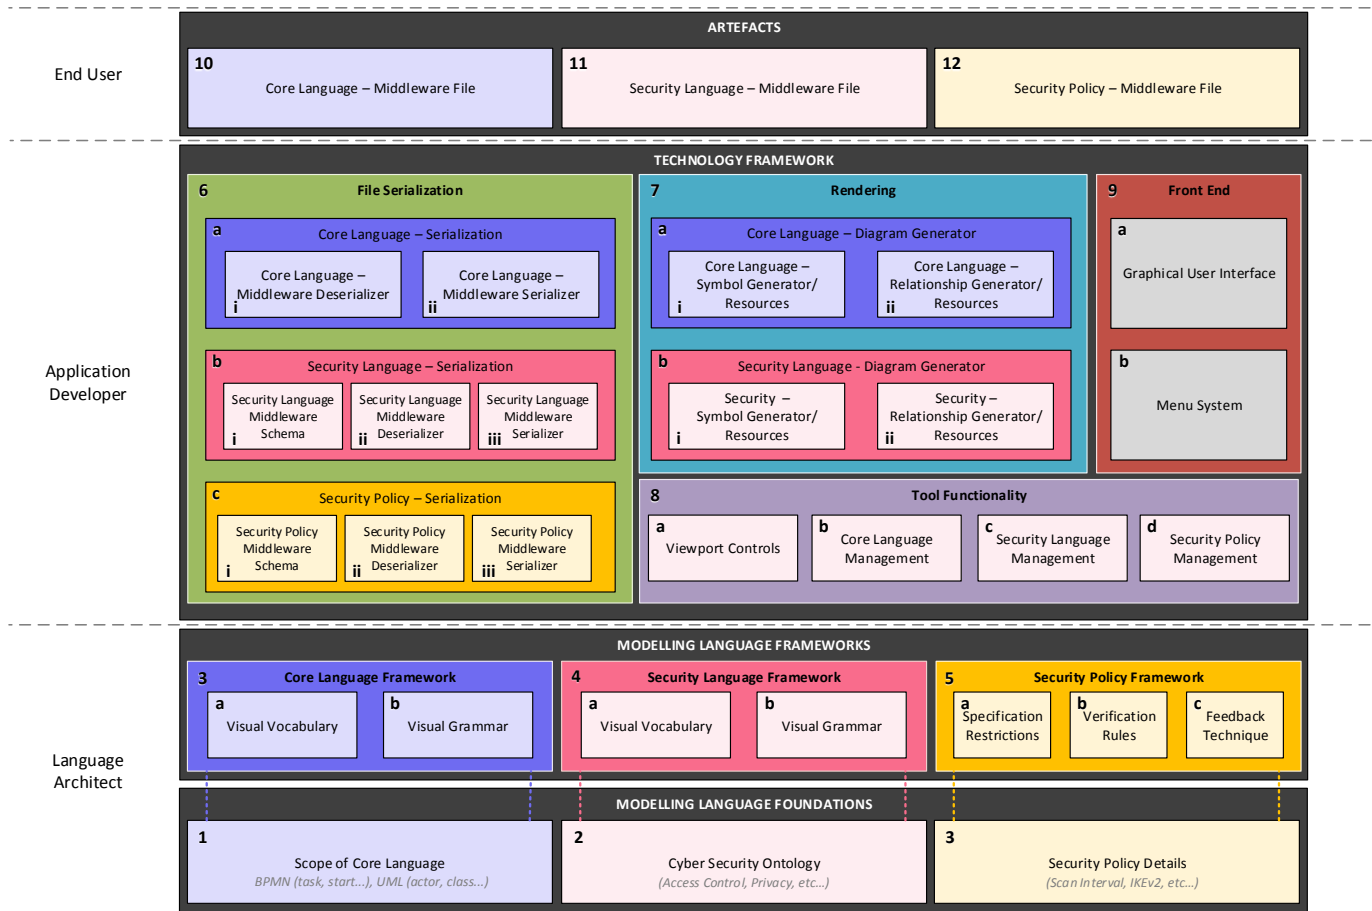 ARTEFACTS
End User
10
Core Language – Middleware File
11
Security Language – Middleware File
12
Security Policy – Middleware File
TECHNOLOGY FRAMEWORK
Application
Developer
6
File Serialization
a
Core Language – Serialization
Core Language –
Middleware Deserializer
i
Core Language –
Middleware Serializer
ii
b
Security Language – Serialization
Security Language
Middleware
Schema
i
Security Language
Middleware
Deserializer
ii
Security Language
Middleware
Serializer
iii
c
Security Policy – Serialization
Security Policy
Middleware
Schema
i
Security Policy
Middleware
Deserializer
ii
Security Policy
Middleware
Serializer
iii
7
Rendering
a
Core Language – Diagram Generator
Core Language –
Symbol Generator/
Resources
i
Core Language –
Relationship Generator/
Resources
ii
b
Security Language - Diagram Generator
Security –
Symbol Generator/
Resources
i
Security –
Relationship Generator/
Resources
ii
9
Front End
a
Graphical User Interface
b
Menu System
8
Tool Functionality
a
Viewport Controls
b
Core Language
Management
c
Security Language
Management
d
Security Policy
Management
MODELLING LANGUAGE FRAMEWORKS
Language
Architect
3
Core Language Framework
a
Visual Vocabulary
b
Visual Grammar
4
Security Language Framework
a
Visual Vocabulary
b
Visual Grammar
5
Security Policy Framework
a
Specification
Restrictions
b
Verification
Rules
c
Feedback
Technique
MODELLING LANGUAGE FOUNDATIONS
1
Scope of Core Language
BPMN (task, start...), UML (actor, class...)
2
Cyber Security Ontology
(Access Control, Privacy, etc...)
3
Security Policy Details
(Scan Interval, IKEv2, etc...)